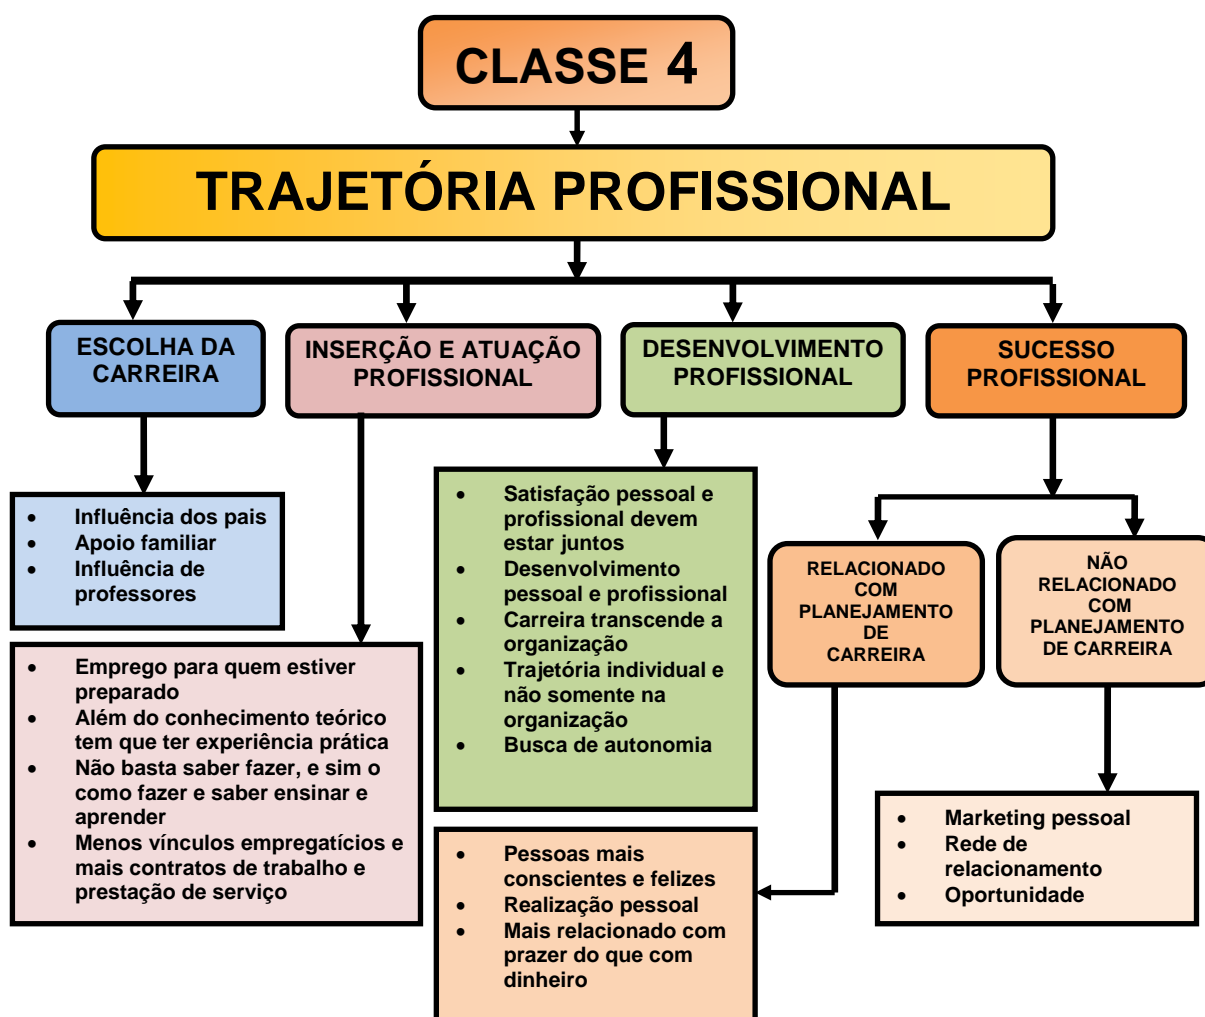 CLASSE 4
TRAJETÓRIA PROFISSIONAL
ESCOLHA DA
CARREIRA
INSERÇÃO E ATUAÇÃO
PROFISSIONAL
DESENVOLVIMENTO
PROFISSIONAL
SUCESSO
PROFISSIONAL
• Influência dos pais
• Apoio familiar
• Influência de
professores
• Emprego para quem estiver
preparado
• Além do conhecimento teórico
tem que ter experiência prática
• Não basta saber fazer, e sim o
como fazer e saber ensinar e
aprender
• Menos vínculos empregatícios e
mais contratos de trabalho e
prestação de serviço
• Satisfação pessoal e
profissional devem
estar juntos
• Desenvolvimento
pessoal e profissional
• Carreira transcende a
organização
• Trajetória individual e
não somente na
organização
• Busca de autonomia
RELACIONADO
COM
PLANEJAMENTO
DE
CARREIRA
NÃO
RELACIONADO
COM
PLANEJAMENTO
DE CARREIRA
• Pessoas mais
conscientes e felizes
• Realização pessoal
• Mais relacionado com
prazer do que com
dinheiro
• Marketing pessoal
• Rede de
relacionamento
• Oportunidade